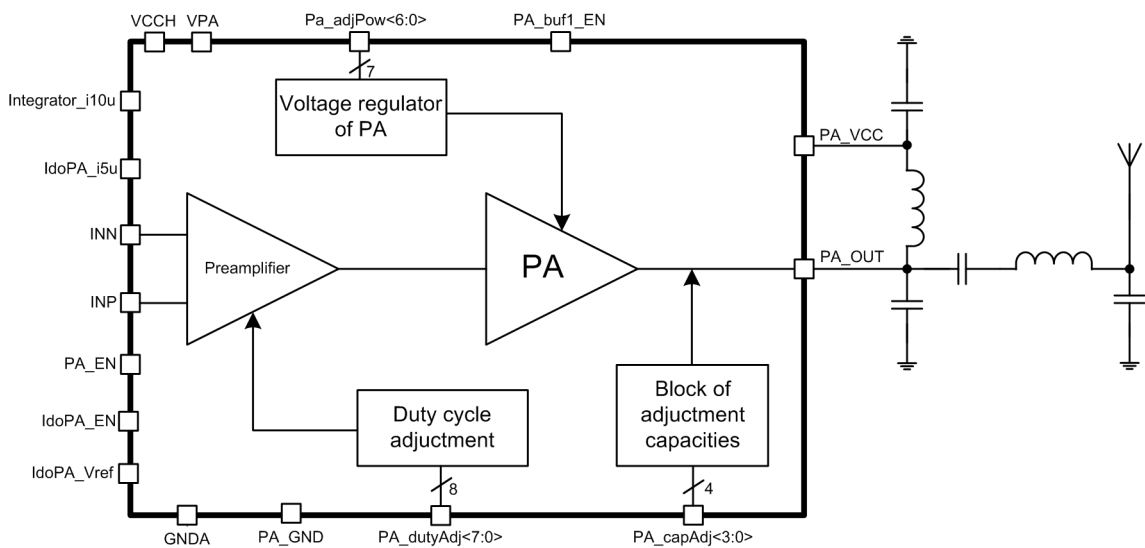 VCCH
VPA
Pa_adjPow<6:0>
PA_buf1_EN
7
Integrator_i10u
Voltage regulator
of PA
PA_VCC
IdoPA_i5u
INN
Preamplifier
PA
PA_OUT
INP
PA_EN
Duty cycle
adjuctment
Block of
adjuctment
capacities
IdoPA_EN
IdoPA_Vref
8
4
GNDA
PA_GND
PA_dutyAdj<7:0>
PA_capAdj<3:0>